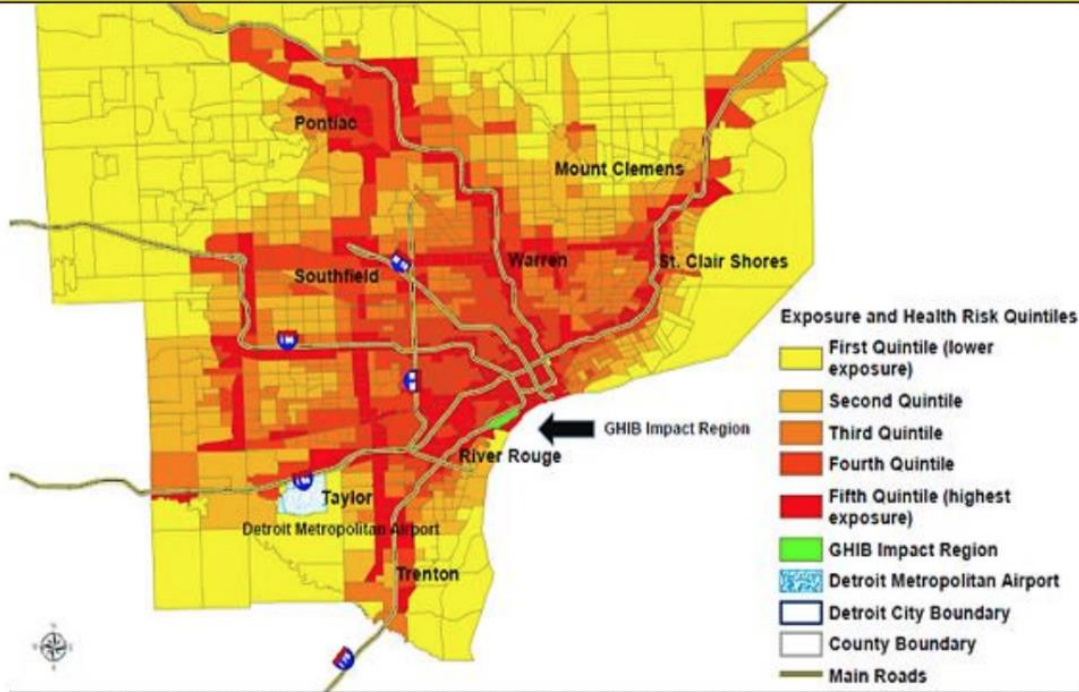 Pontiac
Mount Clemens
Warren
St. Clair Shores
Southfield
River Rouge
GHIB Impact Region
Taylor
Detroit Metropolitan Airport
Trenton
Exposure and Health Risk Quintiles
First Quintile (lower
exposure)
Second Quintile
Third Quintile
Fourth Quintile
Fifth Quintile (highest
exposure)
GHIB Impact Region
Detroit Metropolitan Airport
Detroit City Boundary
County Boundary
Main Roads